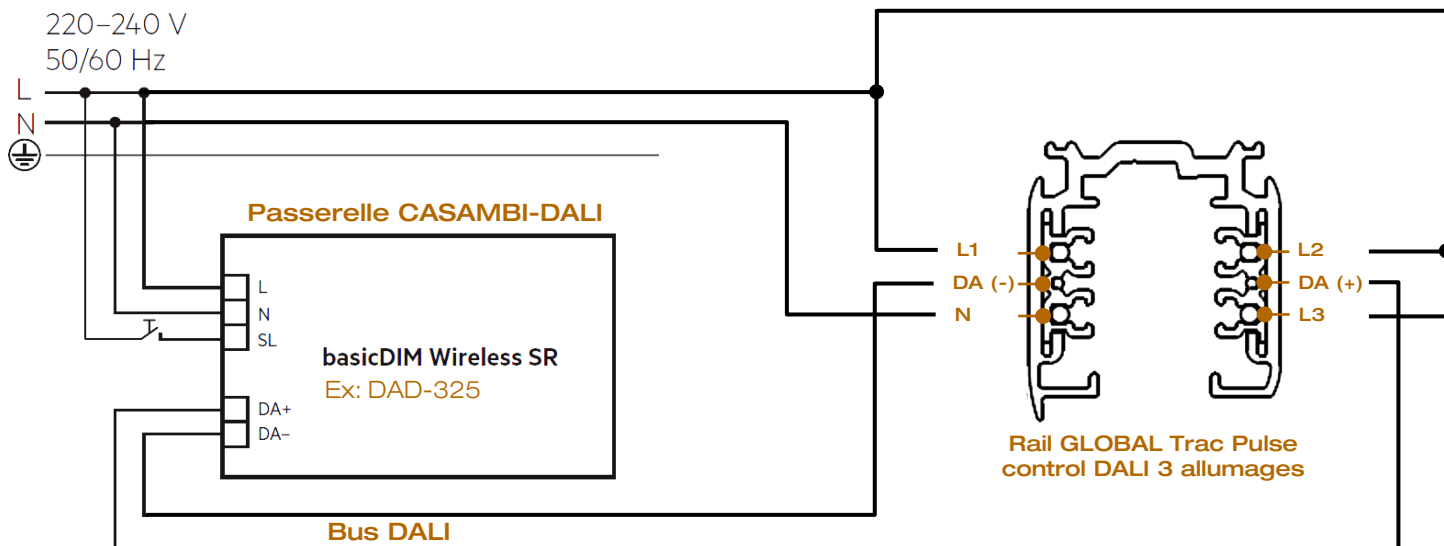 220–240 V
50/60 Hz
L
N
Passerelle CASAMBI-DALI
L
N
SL
basicDIM Wireless SR
Ex: DAD-325
DA+
DA–
Bus DALI
L1
DA (-)
N
L2
DA (+)
L3
Rail GLOBAL Trac Pulse
control DALI 3 allumages